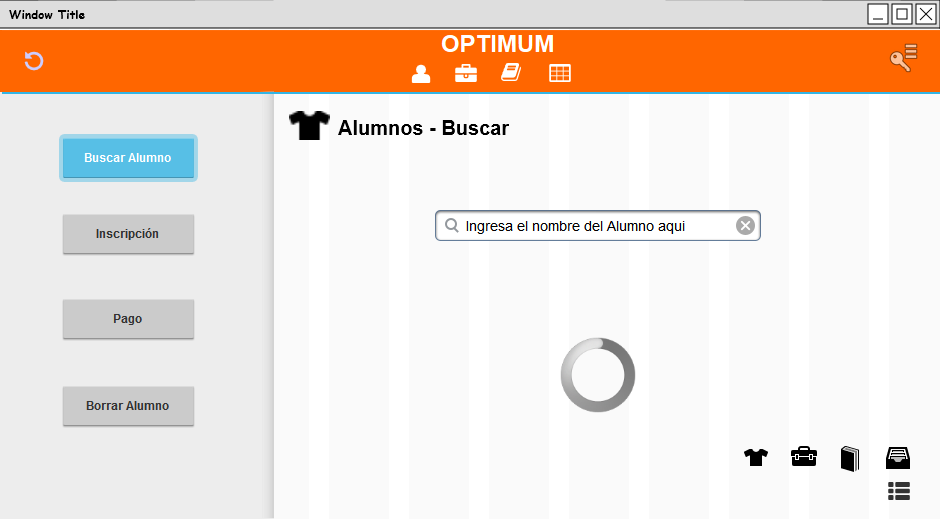 Window Title
OPTIMUM
Alumnos - Buscar
Buscar Alumno
Inscripción
Pago
Borrar Alumno
Ingresa el nombre del Alumno aqui